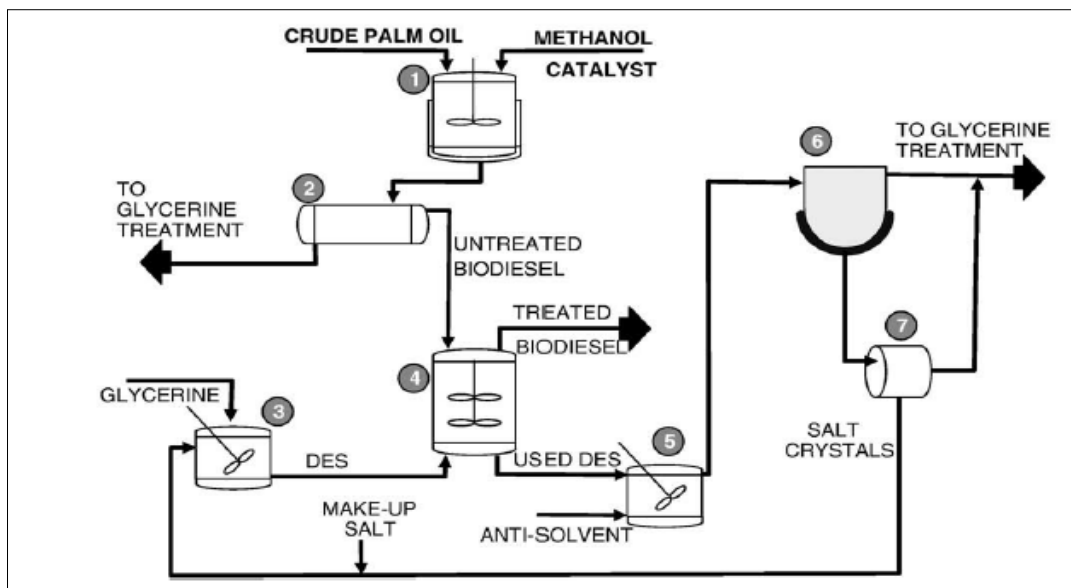 CRUDE PALM OIL
METHANOL
CATALYST
1
2
TO
GLYCERINE
TREATMENT
UNTREATED
BIODIESEL
TREATED
BIODIESEL
4
GLYCERINE
3
DES
USED DES
5
MAKE-UP
SALT
ANTI-SOLVENT
6
TO GLYCERINE
TREATMENT
7
SALT
CRYSTALS